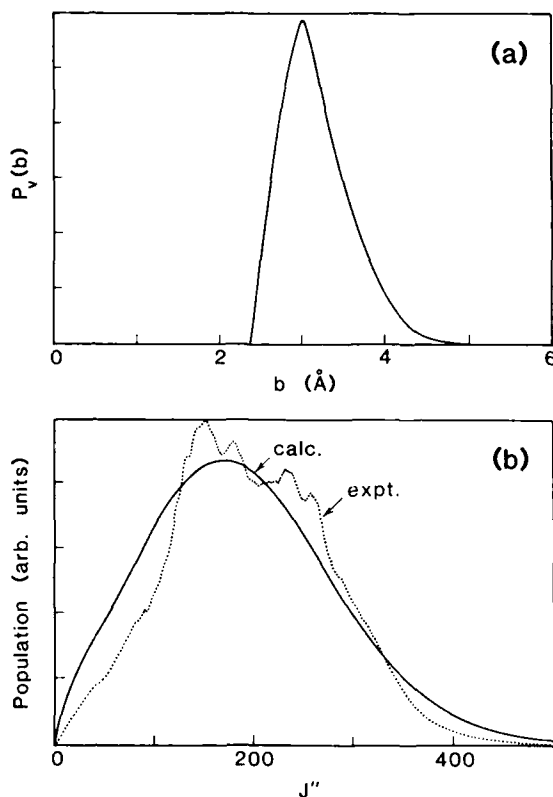 (a)
P_v(b)
0 2 4 6
b (Å)
(b)
calc.
expt.
Population (arb. units)
0 200 400
J''